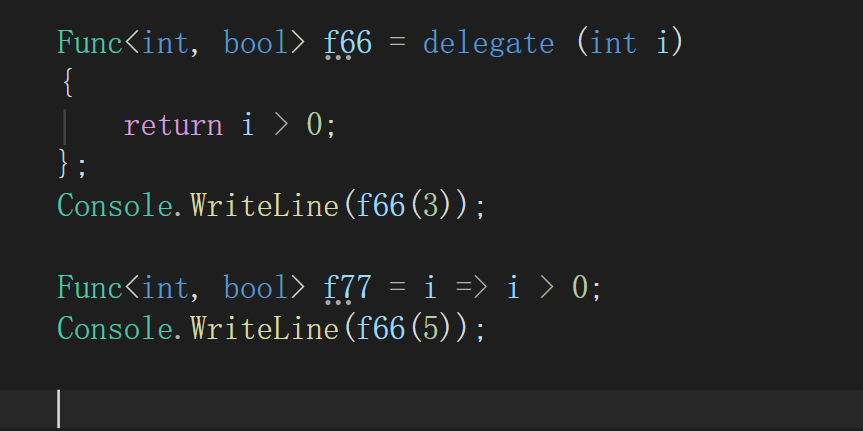 Func<int, bool> f66 = delegate (int i)
{
return i > 0;
};
Console.WriteLine(f66(3));
Func<int, bool> f77 = i => i > 0;
Console.WriteLine(f66(5));